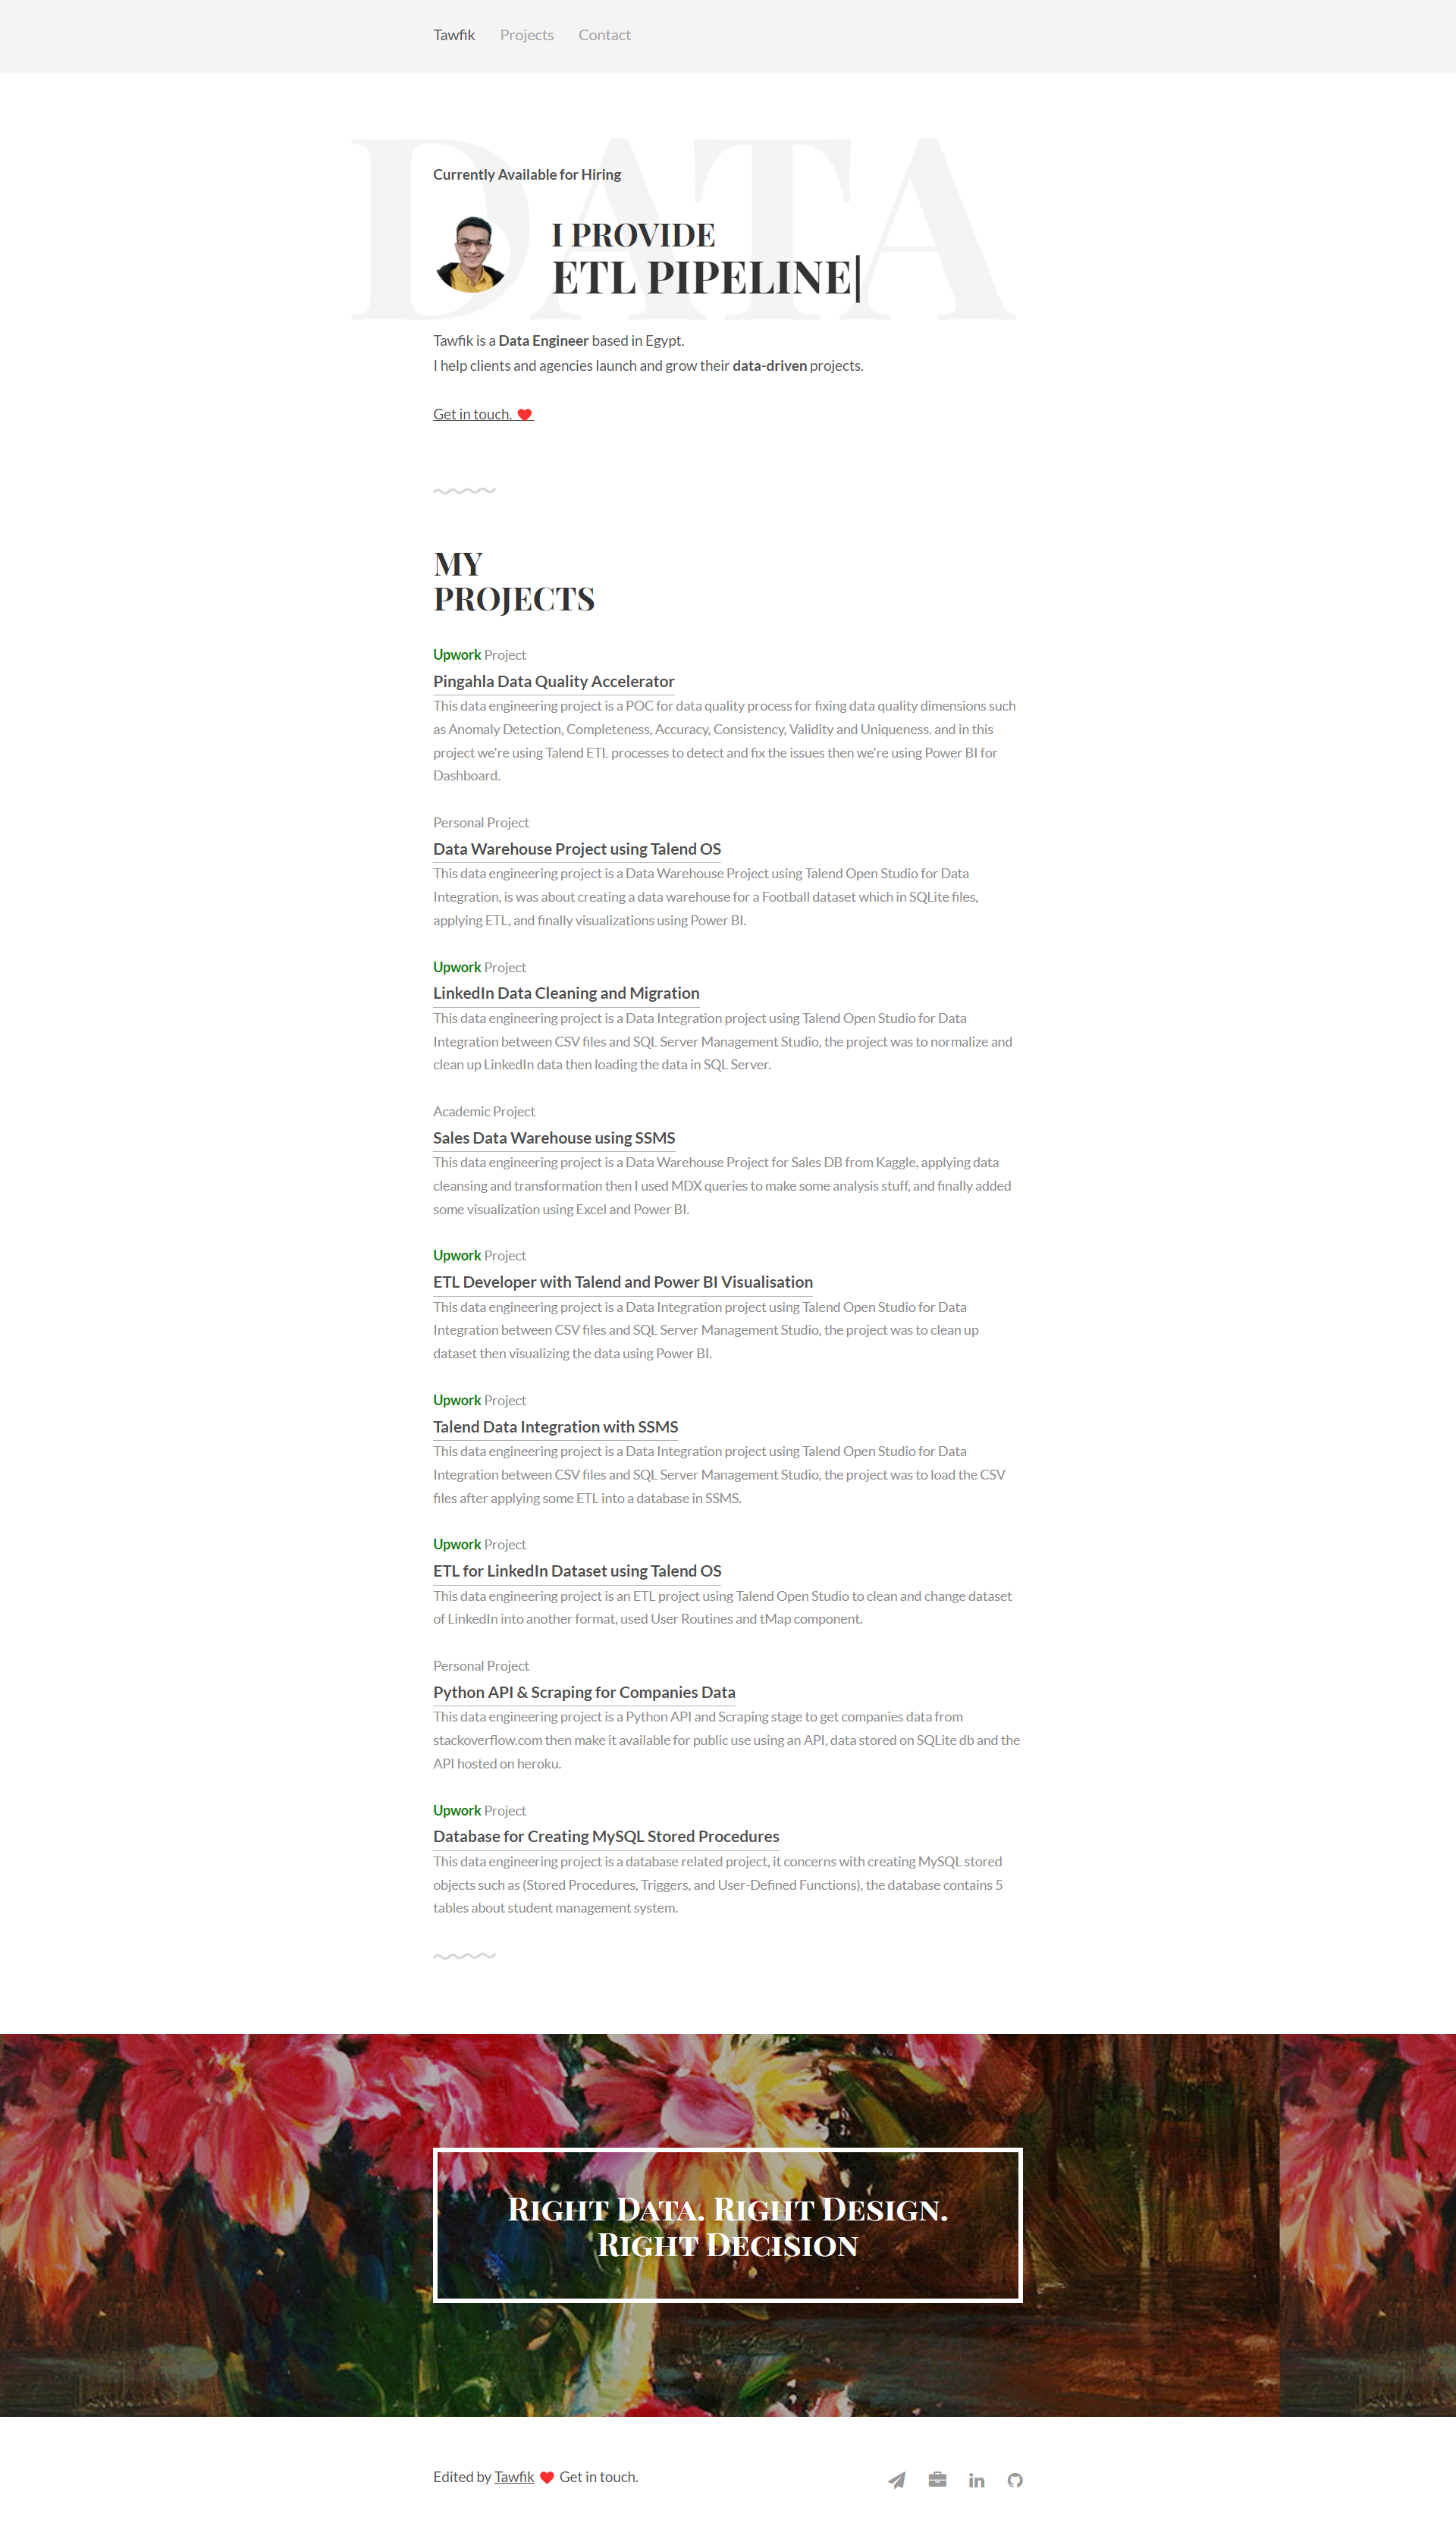 Tawfik Projects Contact
DATA
Currently Available for Hiring
I PROVIDE
ETL PIPELINE|
Tawfik is a Data Engineer based in Egypt.
I help clients and agencies launch and grow their data-driven projects.
Get in touch.
MY
PROJECTS
Upwork Project
Pingahla Data Quality Accelerator
This data engineering project is a POC for data quality process for fixing data quality dimensions such
as Anomaly Detection, Completeness, Accuracy, Consistency, Validity and Uniqueness. and in this
project we're using Talend ETL processes to detect and fix the issues then we're using Power BI for
Dashboard.
Personal Project
Data Warehouse Project using Talend OS
This data engineering project is a Data Warehouse Project using Talend Open Studio for Data
Integration, is was about creating a data warehouse for a Football dataset which in SQLite files,
applying ETL, and finally visualizations using Power BI.
Upwork Project
LinkedIn Data Cleaning and Migration
This data engineering project is a Data Integration project using Talend Open Studio for Data
Integration between CSV files and SQL Server Management Studio, the project was to normalize and
clean up LinkedIn data then loading the data in SQL Server.
Academic Project
Sales Data Warehouse using SSMS
This data engineering project is a Data Warehouse Project for Sales DB from Kaggle, applying data
cleansing and transformation then I used MDX queries to make some analysis stuff, and finally added
some visualization using Excel and Power BI.
Upwork Project
ETL Developer with Talend and Power BI Visualisation
This data engineering project is a Data Integration project using Talend Open Studio for Data
Integration between CSV files and SQL Server Management Studio, the project was to clean up
dataset then visualizing the data using Power BI.
Upwork Project
Talend Data Integration with SSMS
This data engineering project is a Data Integration project using Talend Open Studio for Data
Integration between CSV files and SQL Server Management Studio, the project was to load the CSV
files after applying some ETL into a database in SSMS.
Upwork Project
ETL for LinkedIn Dataset using Talend OS
This data engineering project is an ETL project using Talend Open Studio to clean and change dataset
of LinkedIn into another format, used User Routines and tMap component.
Personal Project
Python API & Scraping for Companies Data
This data engineering project is a Python API and Scraping stage to get companies data from
stackoverflow.com then make it available for public use using an API, data stored on SQLite db and the
API hosted on heroku.
Upwork Project
Database for Creating MySQL Stored Procedures
This data engineering project is a database related project, it concerns with creating MySQL stored
objects such as (Stored Procedures, Triggers, and User-Defined Functions), the database contains 5
tables about student management system.
Right Data. Right Design.
Right Decision
Edited by Tawfik Get in touch.